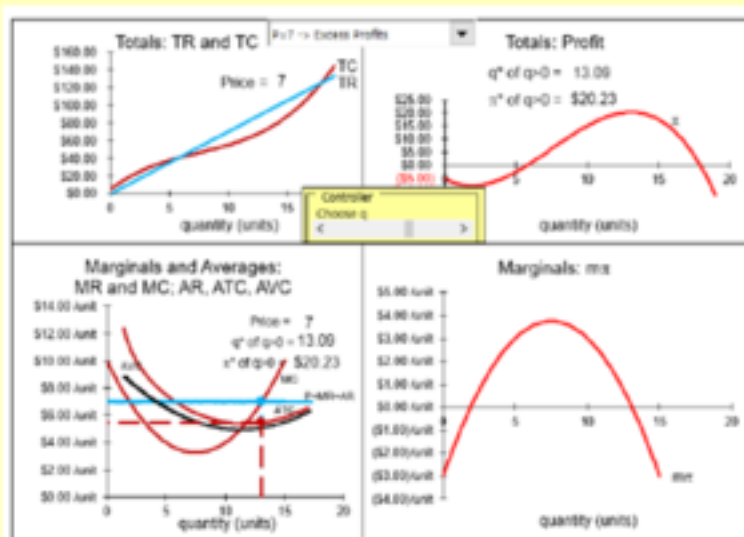 P=7 -> Excess Profits
Totals: TR and TC
$160.00
$140.00
$120.00
$100.00
$80.00
$60.00
$40.00
$20.00
$0.00
Price = 7
TC
TR
0
5
10
15
quantity (units)
Totals: Profit
q* of q>0 = 13.09
π* of q>0 = $20.23
$25.00
$20.00
$15.00
$10.00
$5.00
$0.00
($5.00)
π
0
5
10
15
20
quantity (units)
Controller
Choose q
< >
Marginals and Averages:
MR and MC; AR, ATC, AVC
$14.00 /unit
$12.00 /unit
$10.00 /unit
$8.00 /unit
$6.00 /unit
$4.00 /unit
$2.00 /unit
$0.00 /unit
Price = 7
q* of q>0 = 13.09
π* of q>0 = $20.23
MC
P=MR=AR
AVC
ATC
0
5
10
15
20
quantity (units)
Marginals: mπ
$5.00 /unit
$4.00 /unit
$3.00 /unit
$2.00 /unit
$1.00 /unit
$0.00 /unit
($1.00)/unit
($2.00)/unit
($3.00)/unit
($4.00)/unit
5
10
15
20
mπ
quantity (units)